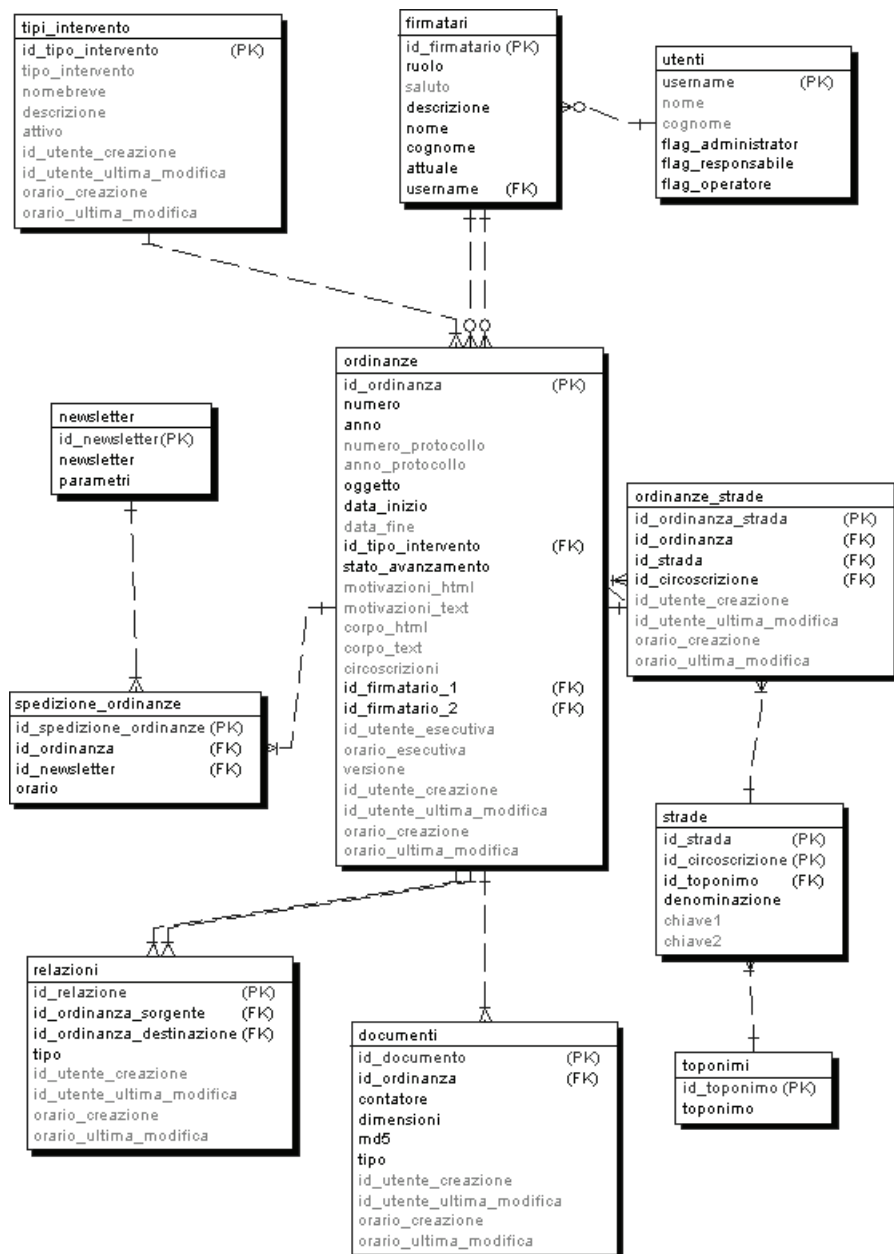 tipi_intervento
id_tipo_intervento (PK)
tipo_intervento
nomebreve
descrizione
attivo
id_utente_creazione
id_utente_ultima_modifica
orario_creazione
orario_ultima_modifica
firmatari
id_firmatario (PK)
ruolo
saluto
descrizione
nome
cognome
attuale
username (FK)
utenti
username (PK)
nome
cognome
flag_administrator
flag_responsabile
flag_operatore
newsletter
id_newsletter (PK)
newsletter
parametri
ordinanze
id_ordinanza (PK)
numero
anno
numero_protocollo
anno_protocollo
oggetto
data_inizio
data_fine
id_tipo_intervento (FK)
stato_avanzamento
motivazioni_html
motivazioni_text
corpo_html
corpo_text
circoscrizioni
id_firmatario_1 (FK)
id_firmatario_2 (FK)
id_utente_esecutiva
orario_esecutiva
versione
id_utente_creazione
id_utente_ultima_modifica
orario_creazione
orario_ultima_modifica
ordinanze_strade
id_ordinanza_strada (PK)
id_ordinanza (FK)
id_strada (FK)
id_circoscrizione (FK)
id_utente_creazione
id_utente_ultima_modifica
orario_creazione
orario_ultima_modifica
spedizione_ordinanze
id_spedizione_ordinanze (PK)
id_ordinanza (FK)
id_newsletter (FK)
orario
strade
id_strada (PK)
id_circoscrizione (PK)
id_toponimo (FK)
denominazione
chiave1
chiave2
relazioni
id_relazione (PK)
id_ordinanza_sorgente (FK)
id_ordinanza_destinazione (FK)
tipo
id_utente_creazione
id_utente_ultima_modifica
orario_creazione
orario_ultima_modifica
documenti
id_documento (PK)
id_ordinanza (FK)
contatore
dimensioni
md5
tipo
id_utente_creazione
id_utente_ultima_modifica
orario_creazione
orario_ultima_modifica
toponimi
id_toponimo (PK)
toponimo